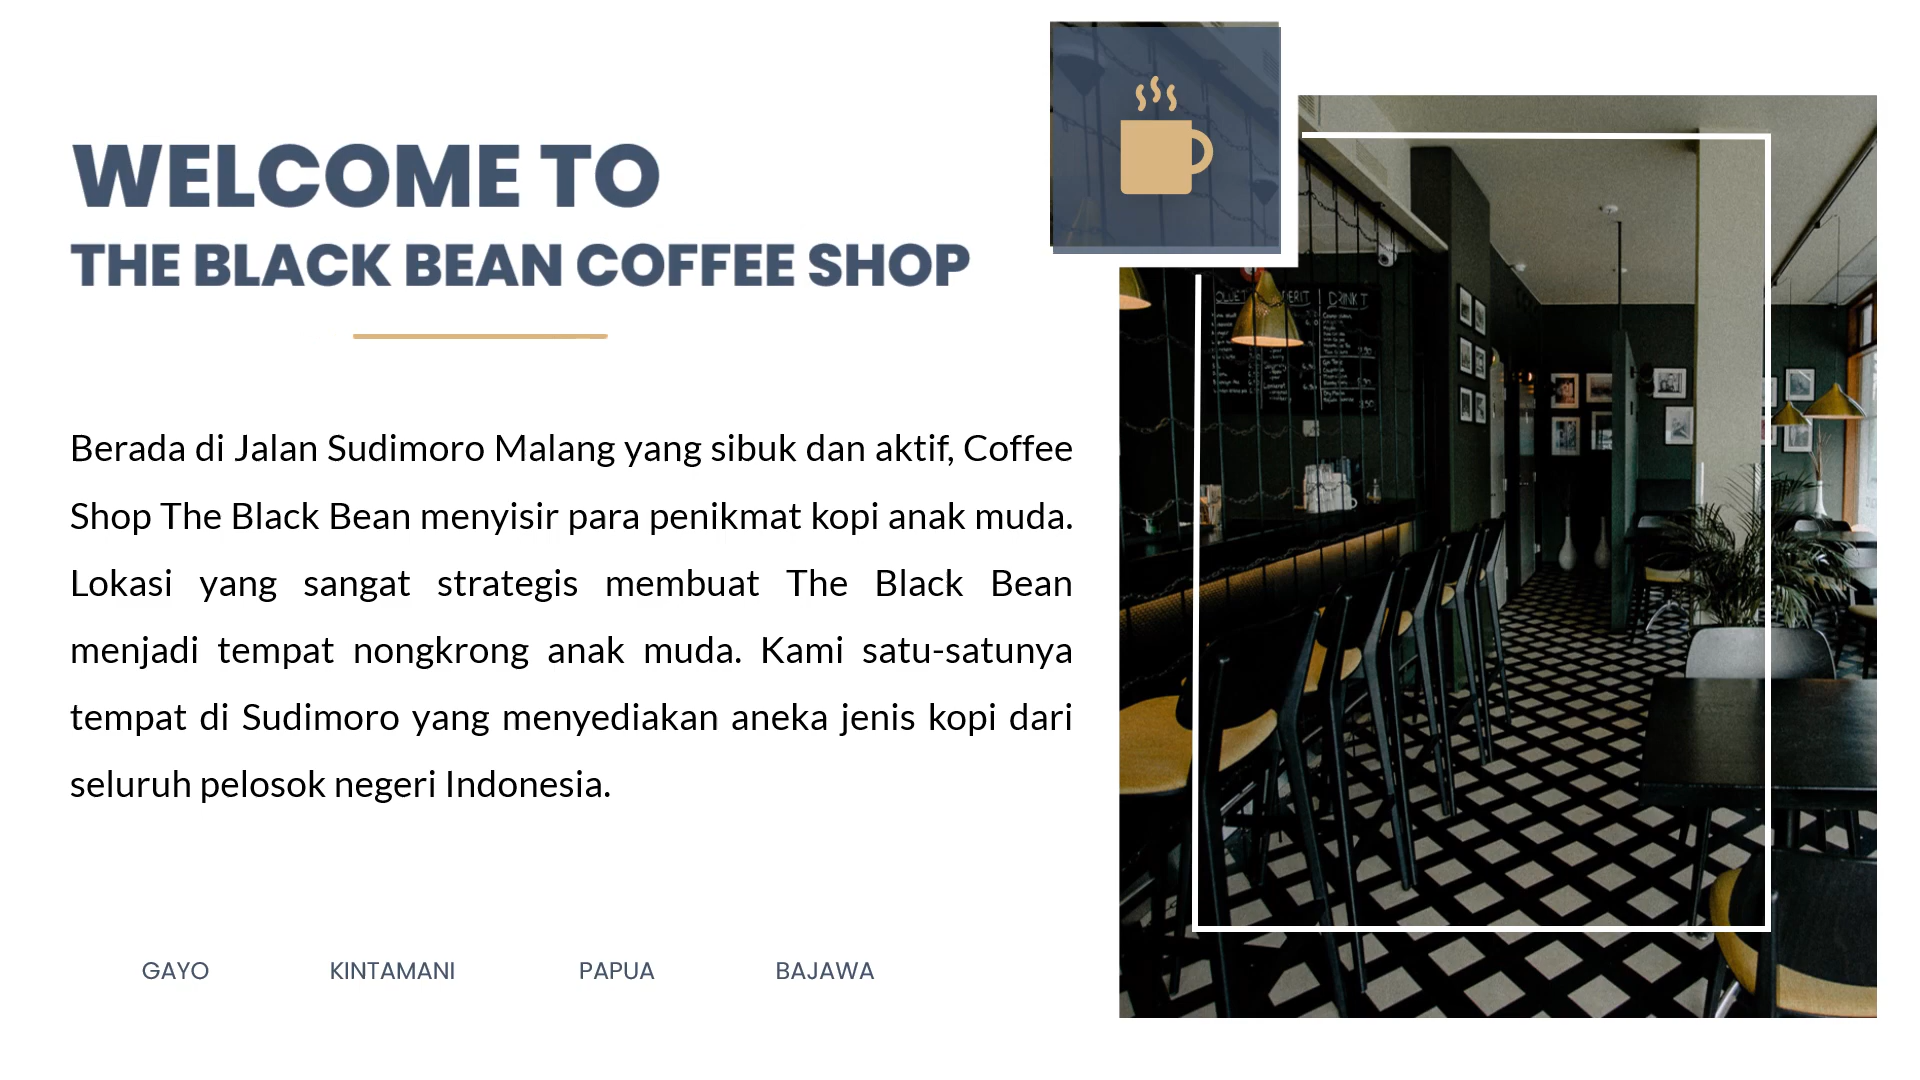 WELCOME TO
THE BLACK BEAN COFFEE SHOP
Berada di Jalan Sudimoro Malang yang sibuk dan aktif, Coffee
Shop The Black Bean menyisir para penikmat kopi anak muda.
Lokasi yang sangat strategis membuat The Black Bean
menjadi tempat nongkrong anak muda. Kami satu-satunya
tempat di Sudimoro yang menyediakan aneka jenis kopi dari
seluruh pelosok negeri Indonesia.
GAYO KINTAMANI PAPUA BAJAWA